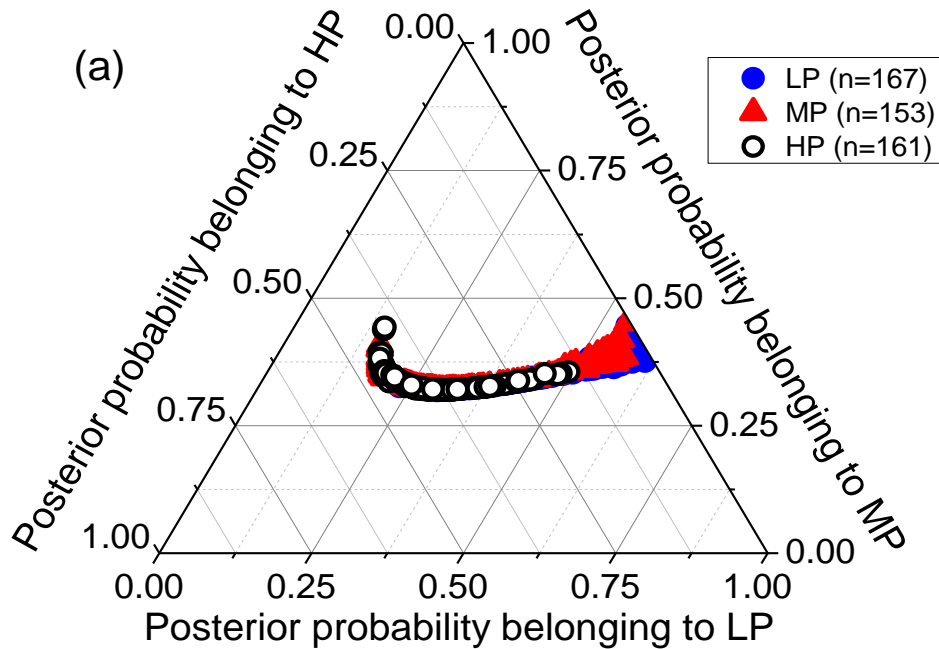 (a)
Posterior probability belonging to HP
0.00
0.25
0.50
0.75
1.00
Posterior probability belonging to MP
1.00
0.75
0.50
0.25
0.00
LP (n=167)
MP (n=153)
HP (n=161)
0.00 0.25 0.50 0.75 1.00
Posterior probability belonging to LP